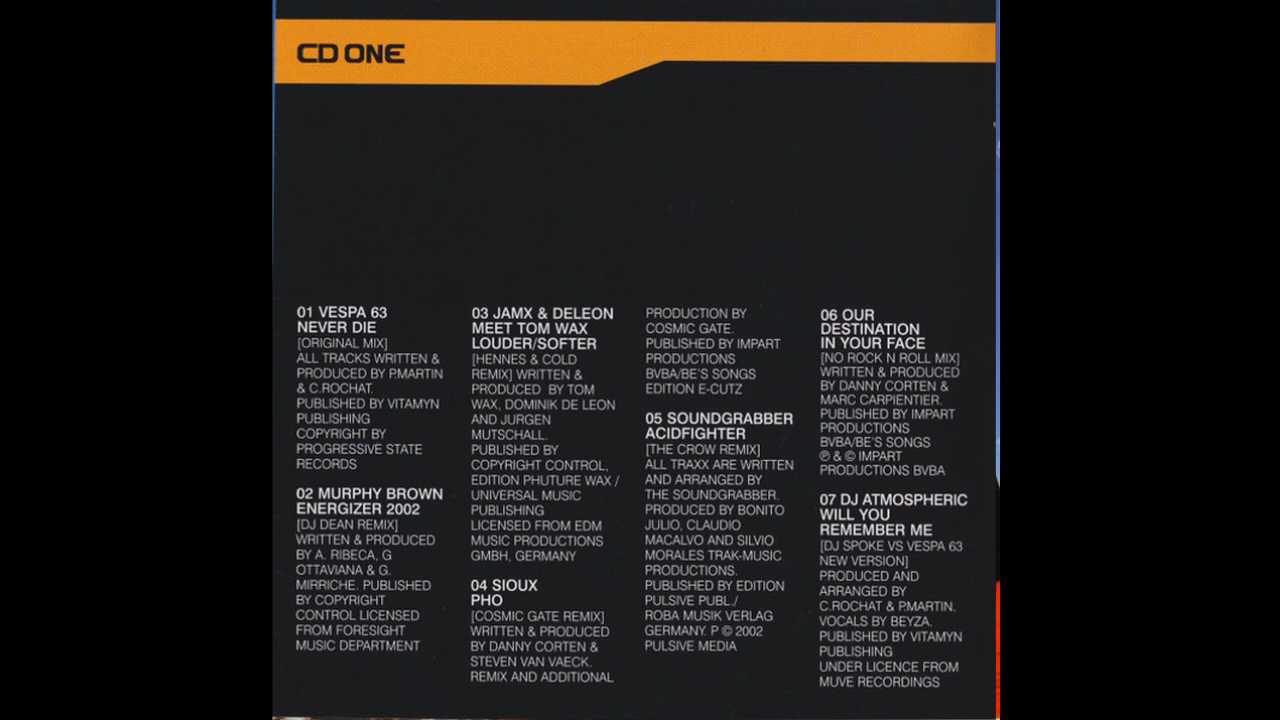 CD ONE
01 VESPA 63
NEVER DIE
[ORIGINAL MIX]
ALL TRACKS WRITTEN &
PRODUCED BY P.MARTIN
& C.ROCHAT.
PUBLISHED BY VITAMYN
PUBLISHING
COPYRIGHT BY
PROGRESSIVE STATE
RECORDS
02 MURPHY BROWN
ENERGIZER 2002
[DJ DEAN REMIX]
WRITTEN & PRODUCED
BY A. RIBECA, G
OTTAVIANA & G.
MIRRICHE. PUBLISHED
BY COPYRIGHT
CONTROL LICENSED
FROM FORESIGHT
MUSIC DEPARTMENT
03 JAMX & DELEON
MEET TOM WAX
LOUDER/SOFTER
[HENNES & COLD
REMIX] WRITTEN &
PRODUCED BY TOM
WAX, DOMINIK DE LEON
AND JURGEN
MUTSCHALL.
PUBLISHED BY
COPYRIGHT CONTROL,
EDITION PHUTURE WAX /
UNIVERSAL MUSIC
PUBLISHING
LICENSED FROM EDM
MUSIC PRODUCTIONS
GMBH, GERMANY
04 SIOUX
PHO
[COSMIC GATE REMIX]
WRITTEN & PRODUCED
BY DANNY CORTEN &
STEVEN VAN VAECK.
REMIX AND ADDITIONAL
PRODUCTION BY
COSMIC GATE.
PUBLISHED BY IMPART
PRODUCTIONS
BVBA/BE'S SONGS
EDITION E-CUTZ
05 SOUNDGRABBER
ACIDFIGHTER
[THE CROW REMIX]
ALL TRAXX ARE WRITTEN
AND ARRANGED BY
THE SOUNDGRABBER.
PRODUCED BY BONITO
JULIO, CLAUDIO
MACALVO AND SILVIO
MORALES TRAK-MUSIC
PRODUCTIONS.
PUBLISHED BY EDITION
PULSIVE PUBL./
ROBA MUSIK VERLAG
GERMANY. P © 2002
PULSIVE MEDIA
06 OUR
DESTINATION
IN YOUR FACE
[NO ROCK N ROLL MIX]
WRITTEN & PRODUCED
BY DANNY CORTEN &
MARC CARPIENTIER.
PUBLISHED BY IMPART
PRODUCTIONS
BVBA/BE'S SONGS
℗ & © IMPART
PRODUCTIONS BVBA
07 DJ ATMOSPHERIC
WILL YOU
REMEMBER ME
[DJ SPOKE VS VESPA 63
NEW VERSION]
PRODUCED AND
ARRANGED BY
C.ROCHAT & P.MARTIN.
VOCALS BY BEYZA.
PUBLISHED BY VITAMYN
PUBLISHING
UNDER LICENCE FROM
MUVE RECORDINGS